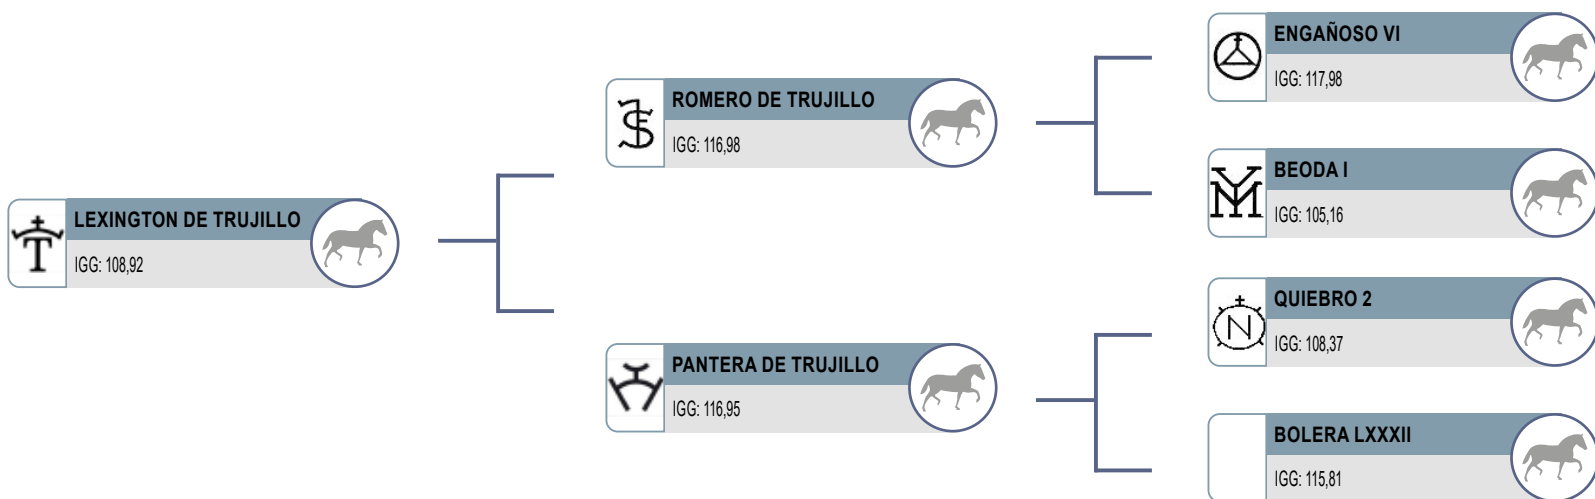 LEXINGTON DE TRUJILLO
IGG: 108,92
ROMERO DE TRUJILLO
IGG: 116,98
PANTERA DE TRUJILLO
IGG: 116,95
ENGAÑOSO VI
IGG: 117,98
BEODA I
IGG: 105,16
QUIEBRO 2
IGG: 108,37
BOLERA LXXXII
IGG: 115,81